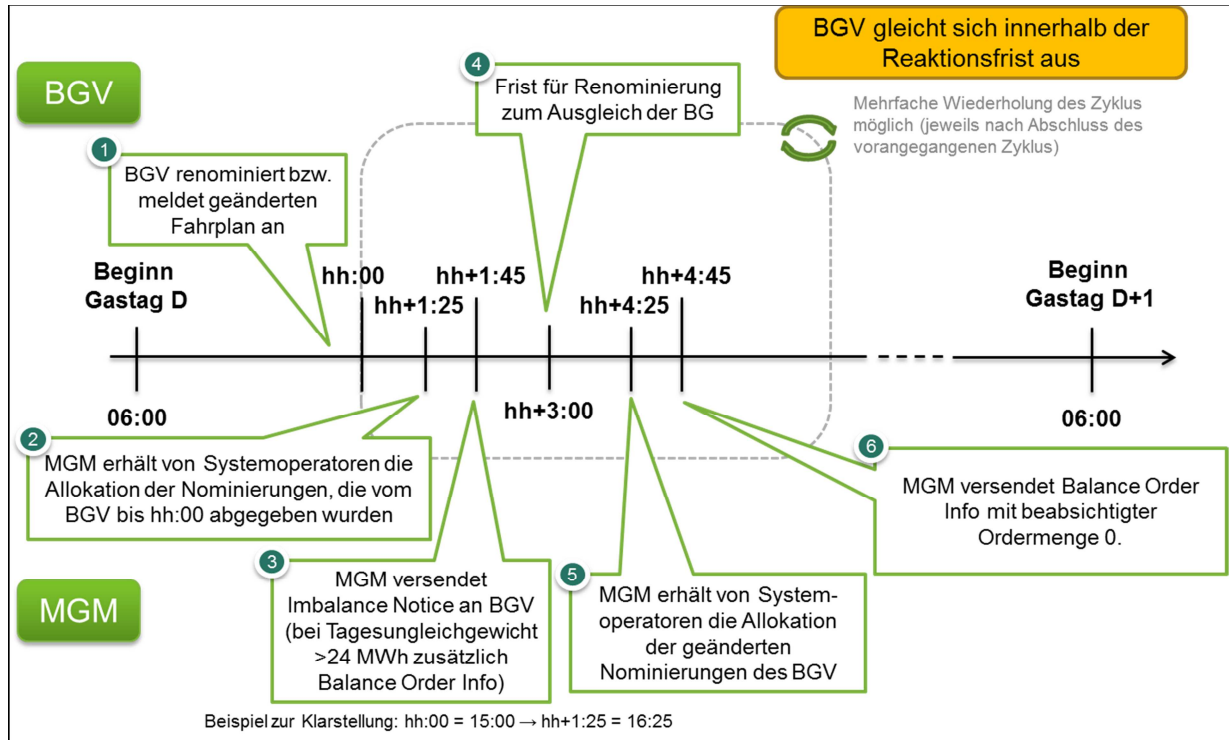 BGV gleicht sich innerhalb der
Reaktionsfrist aus
BGV
4
Frist für Renominierung
zum Ausgleich der BG
Mehrfache Wiederholung des Zyklus
möglich (jeweils nach Abschluss des
vorangegangenen Zyklus)
1
BGV renominiert bzw.
meldet geänderten
Fahrplan an
Beginn
Gastag D
hh:00
hh+1:25
hh+1:45
hh+4:25
hh+4:45
Beginn
Gastag D+1
06:00
hh+3:00
06:00
2
MGM erhält von Systemoperatoren die
Allokation der Nominierungen, die vom
BGV bis hh:00 abgegeben wurden
6
MGM versendet Balance Order
Info mit beabsichtigter
Ordermenge 0.
3
MGM versendet
Imbalance Notice an BGV
(bei Tagesungleichgewicht
>24 MWh zusätzlich
Balance Order Info)
5
MGM erhält von System-
operatoren die Allokation
der geänderten
Nominierungen des BGV
MGM
Beispiel zur Klarstellung: hh:00 = 15:00 → hh+1:25 = 16:25